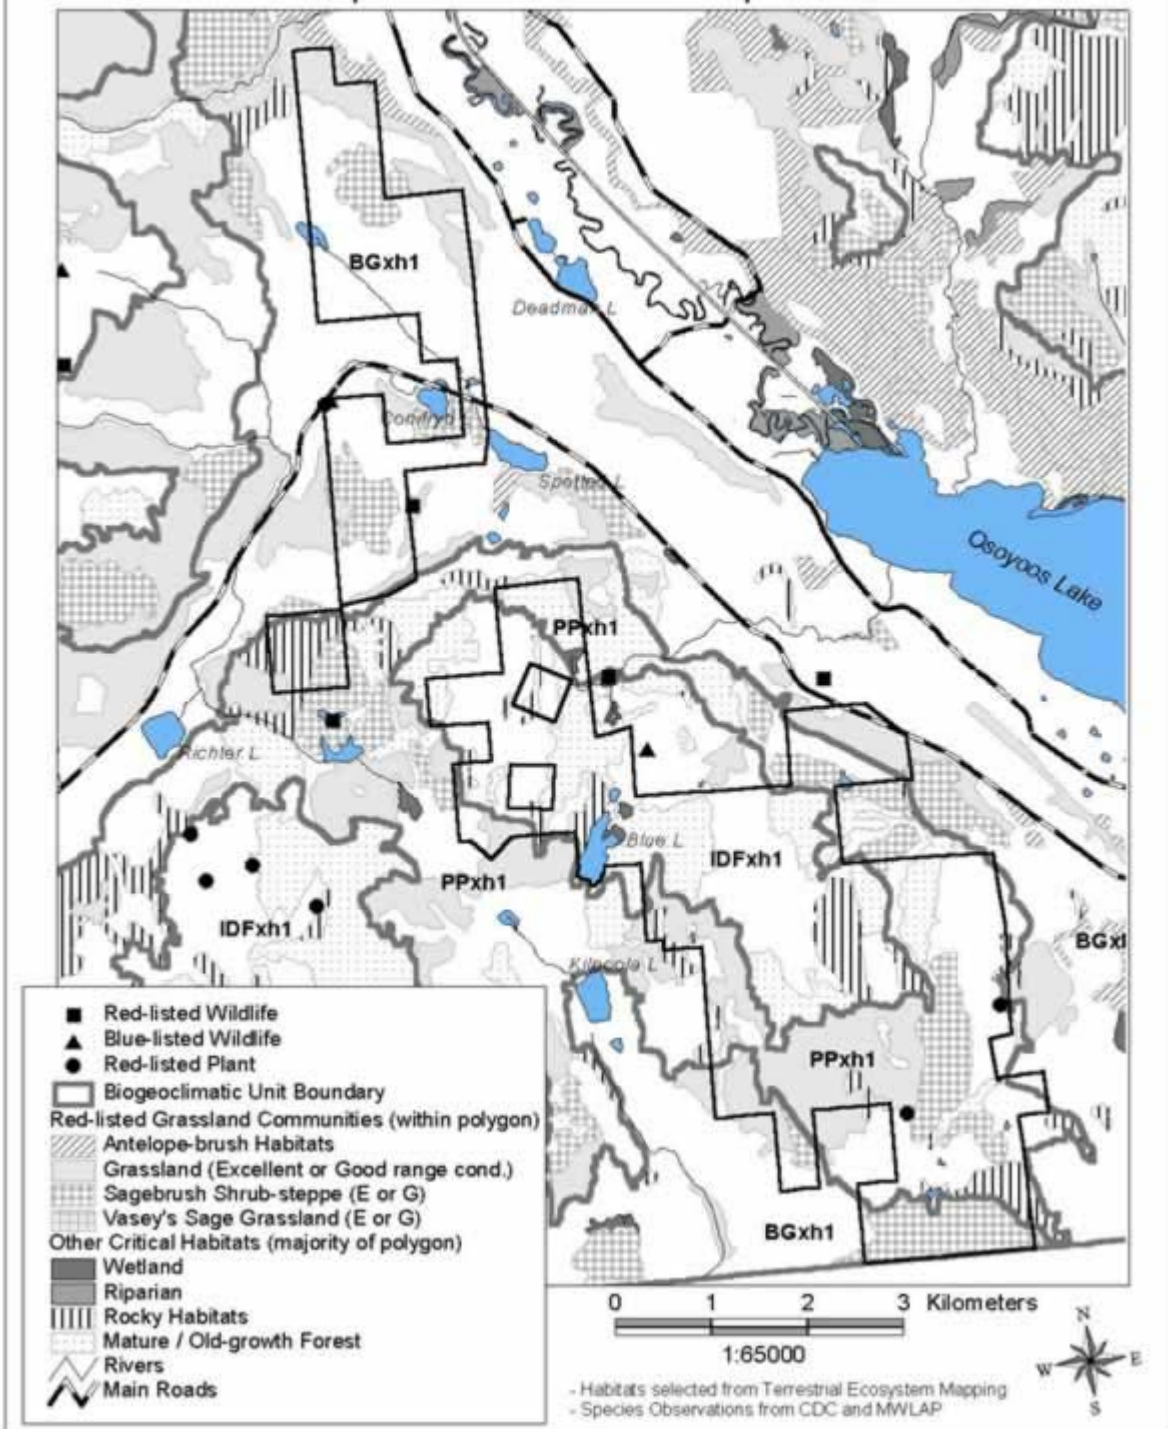 BGxh1
Deadman L
Spotted L
Osoyoos Lake
PPxh1
Richter L
Blue L
IDFxh1
PPxh1
IDFxh1
BGxl
Kilpoola L
PPxh1
BGxh1
Red-listed Wildlife
Blue-listed Wildlife
Red-listed Plant
Biogeoclimatic Unit Boundary
Red-listed Grassland Communities (within polygon)
Antelope-brush Habitats
Grassland (Excellent or Good range cond.)
Sagebrush Shrub-steppe (E or G)
Vasey's Sage Grassland (E or G)
Other Critical Habitats (majority of polygon)
Wetland
Riparian
Rocky Habitats
Mature / Old-growth Forest
Rivers
Main Roads
0 1 2 3 Kilometers
1:65000
N
W E
S
- Habitats selected from Terrestrial Ecosystem Mapping
- Species Observations from CDC and MWLAP